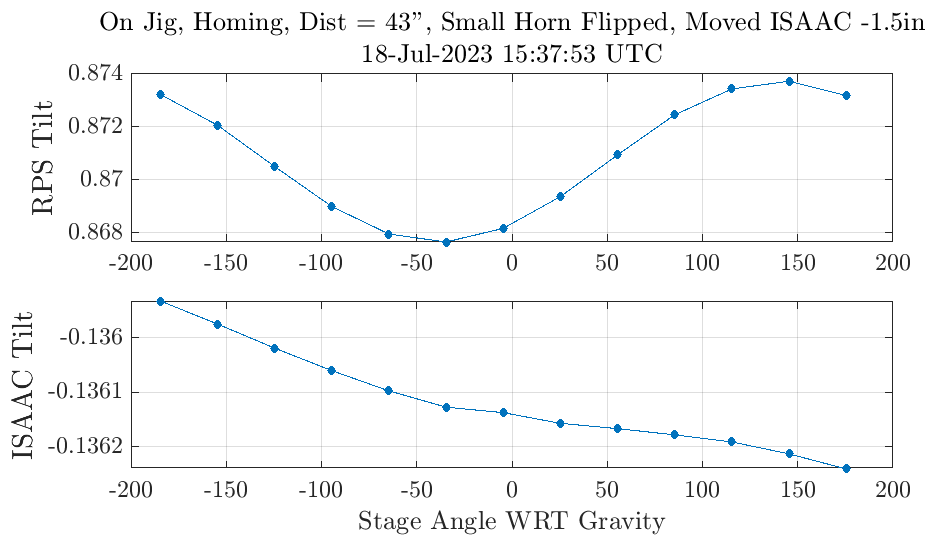 On Jig, Homing, Dist = 43", Small Horn Flipped, Moved ISAAC -1.5in
18-Jul-2023 15:37:53 UTC
0.874
0.872
0.87
0.868
RPS Tilt
-200 -150 -100 -50 0 50 100 150 200
-0.136
-0.1361
-0.1362
ISAAC Tilt
-200 -150 -100 -50 0 50 100 150 200
Stage Angle WRT Gravity